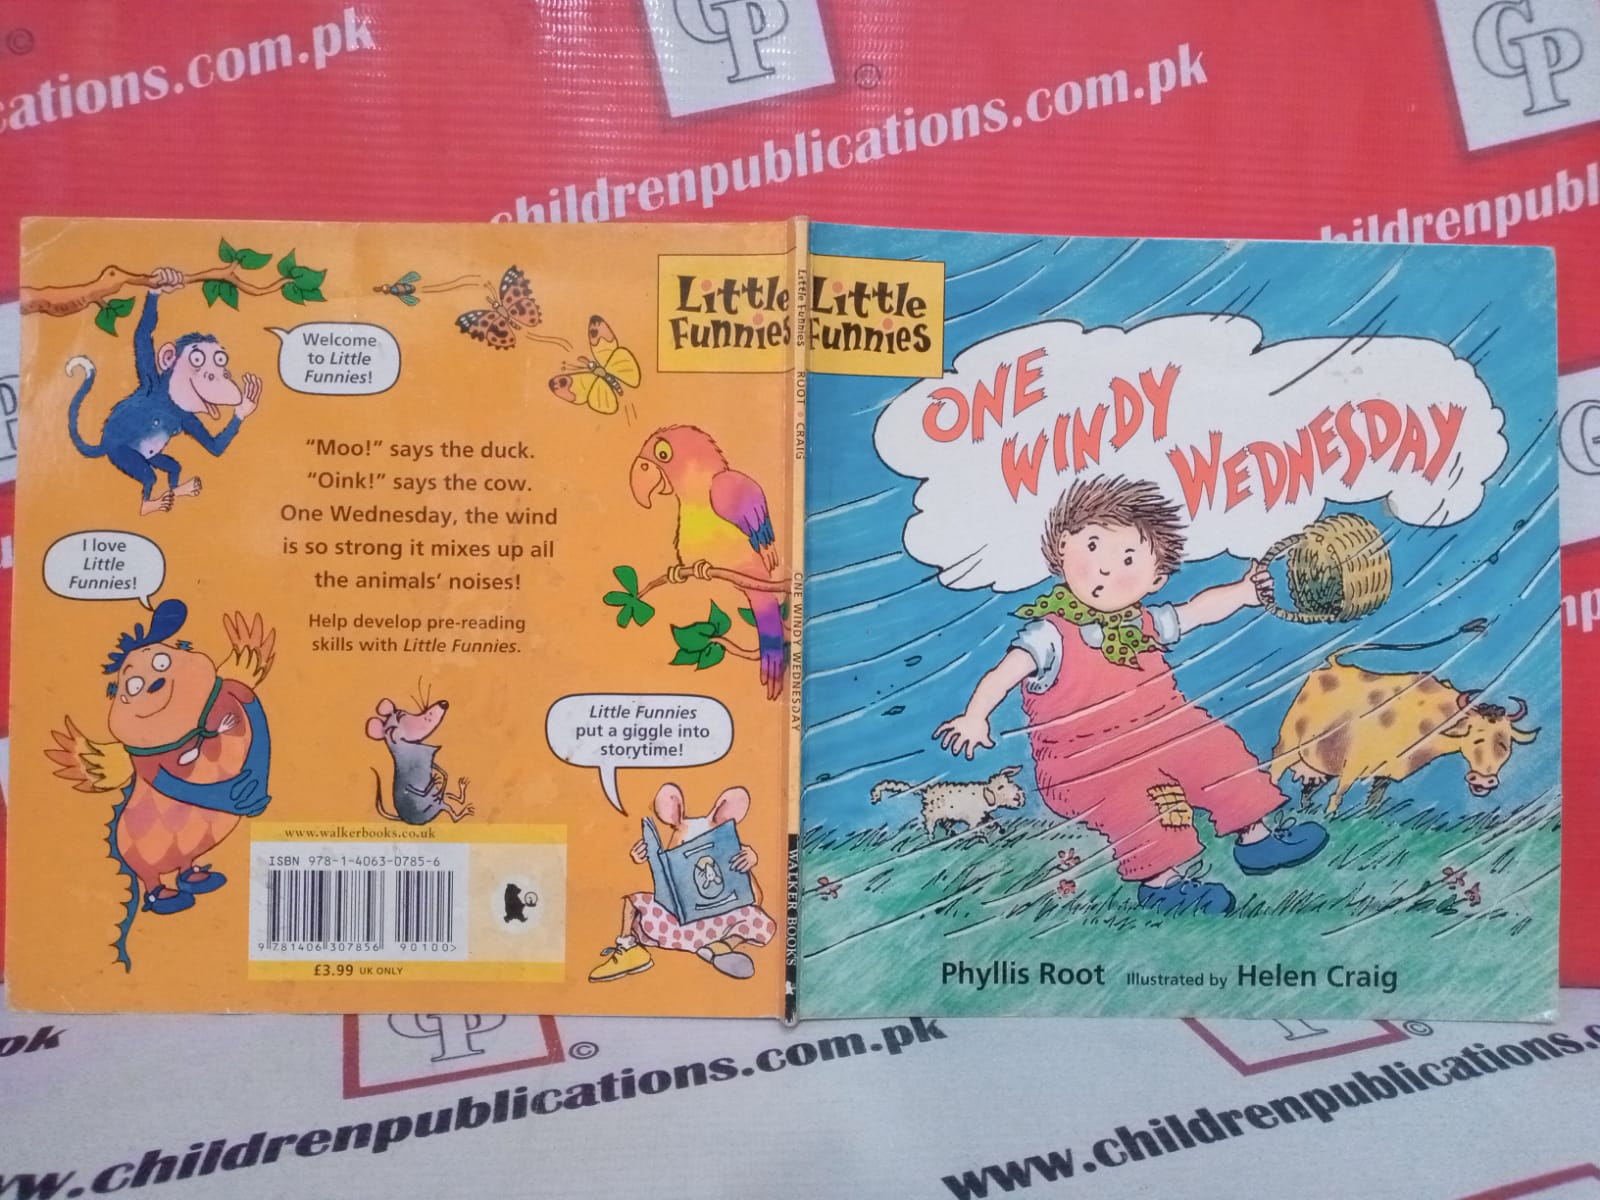 cations.com.pk
©
GP
©
childrenpublications.com.pk
GP
childrenpubl
Welcome
to Little
Funnies!
Little
Funnies
"Moo!" says the duck.
"Oink!" says the cow.
One Wednesday, the wind
is so strong it mixes up all
the animals' noises!
Help develop pre-reading
skills with Little Funnies.
I love
Little
Funnies!
Little Funnies
put a giggle into
storytime!
www.walkerbooks.co.uk
ISBN 978-1-4063-0785-6
9 781406 307856 90100>
£3.99 UK ONLY
Little Funnies ROOT • CRAIG ONE WINDY WEDNESDAY WALKER BOOKS
Little
Funnies
ONE
WINDY
WEDNESDAY
Phyllis Root Illustrated by Helen Craig
pk
GP
©
©
www.childrenpublications.com.pk
www.childrenpublications.co